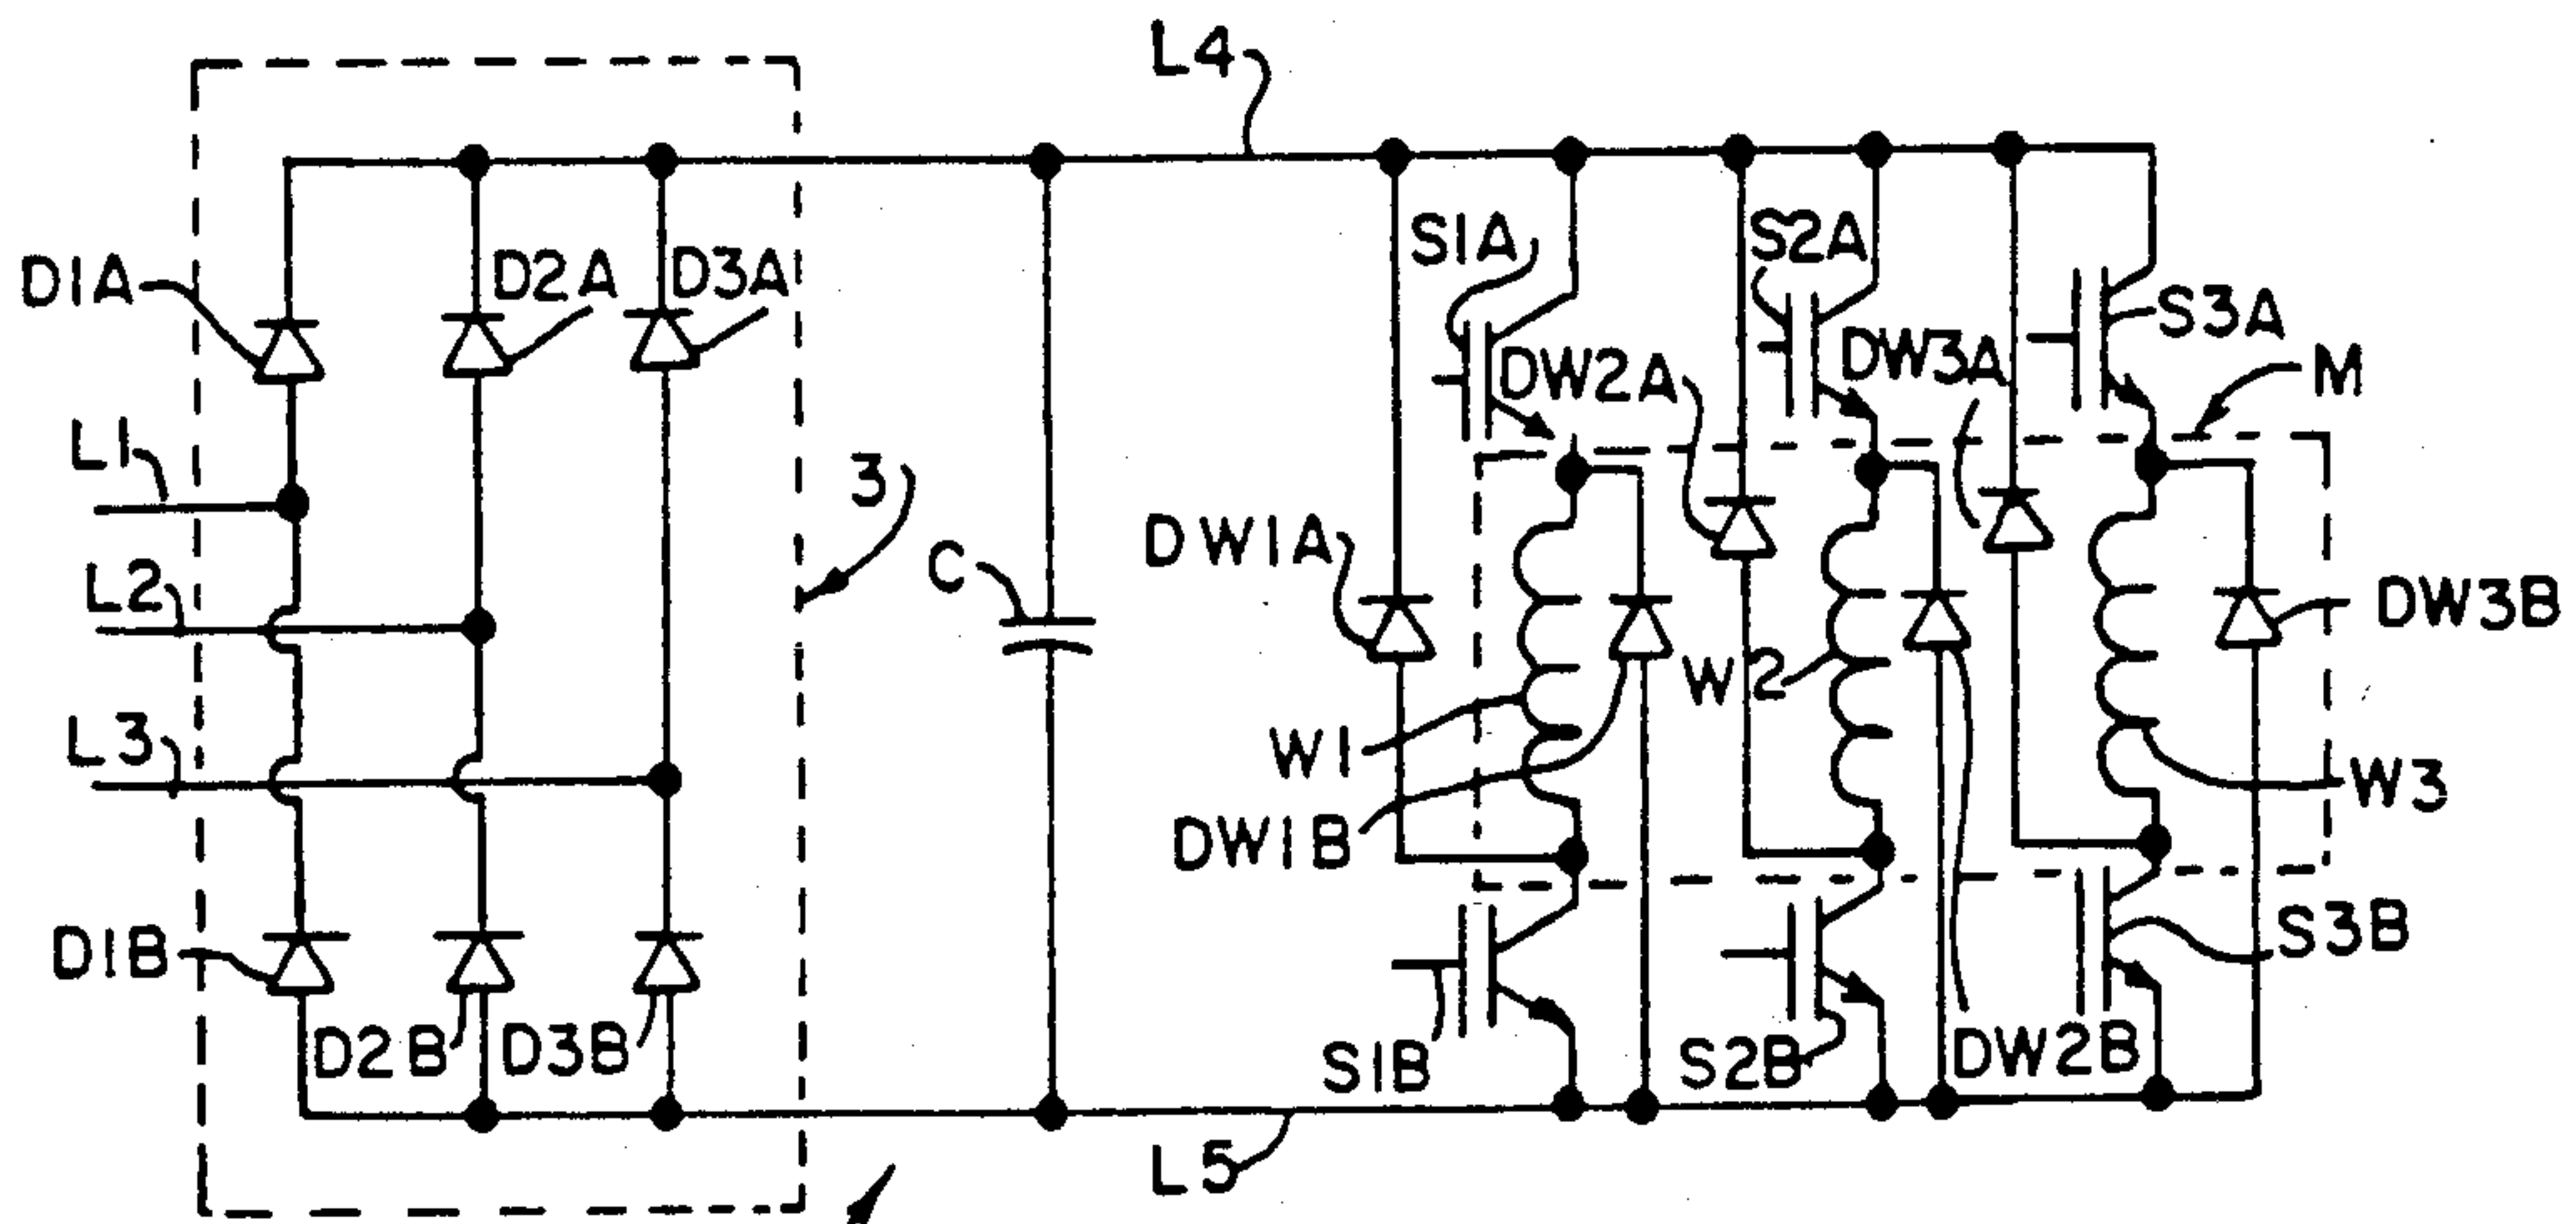 L4
D1A
D2A
D3A
S1A
S2A
S3A
DW2A
DW3A
M
L1
3
L2
C
DW1A
DW3B
W2
L3
W1
W3
DW1B
D1B
D2B
D3B
S1B
S2B
DW2B
S3B
L5